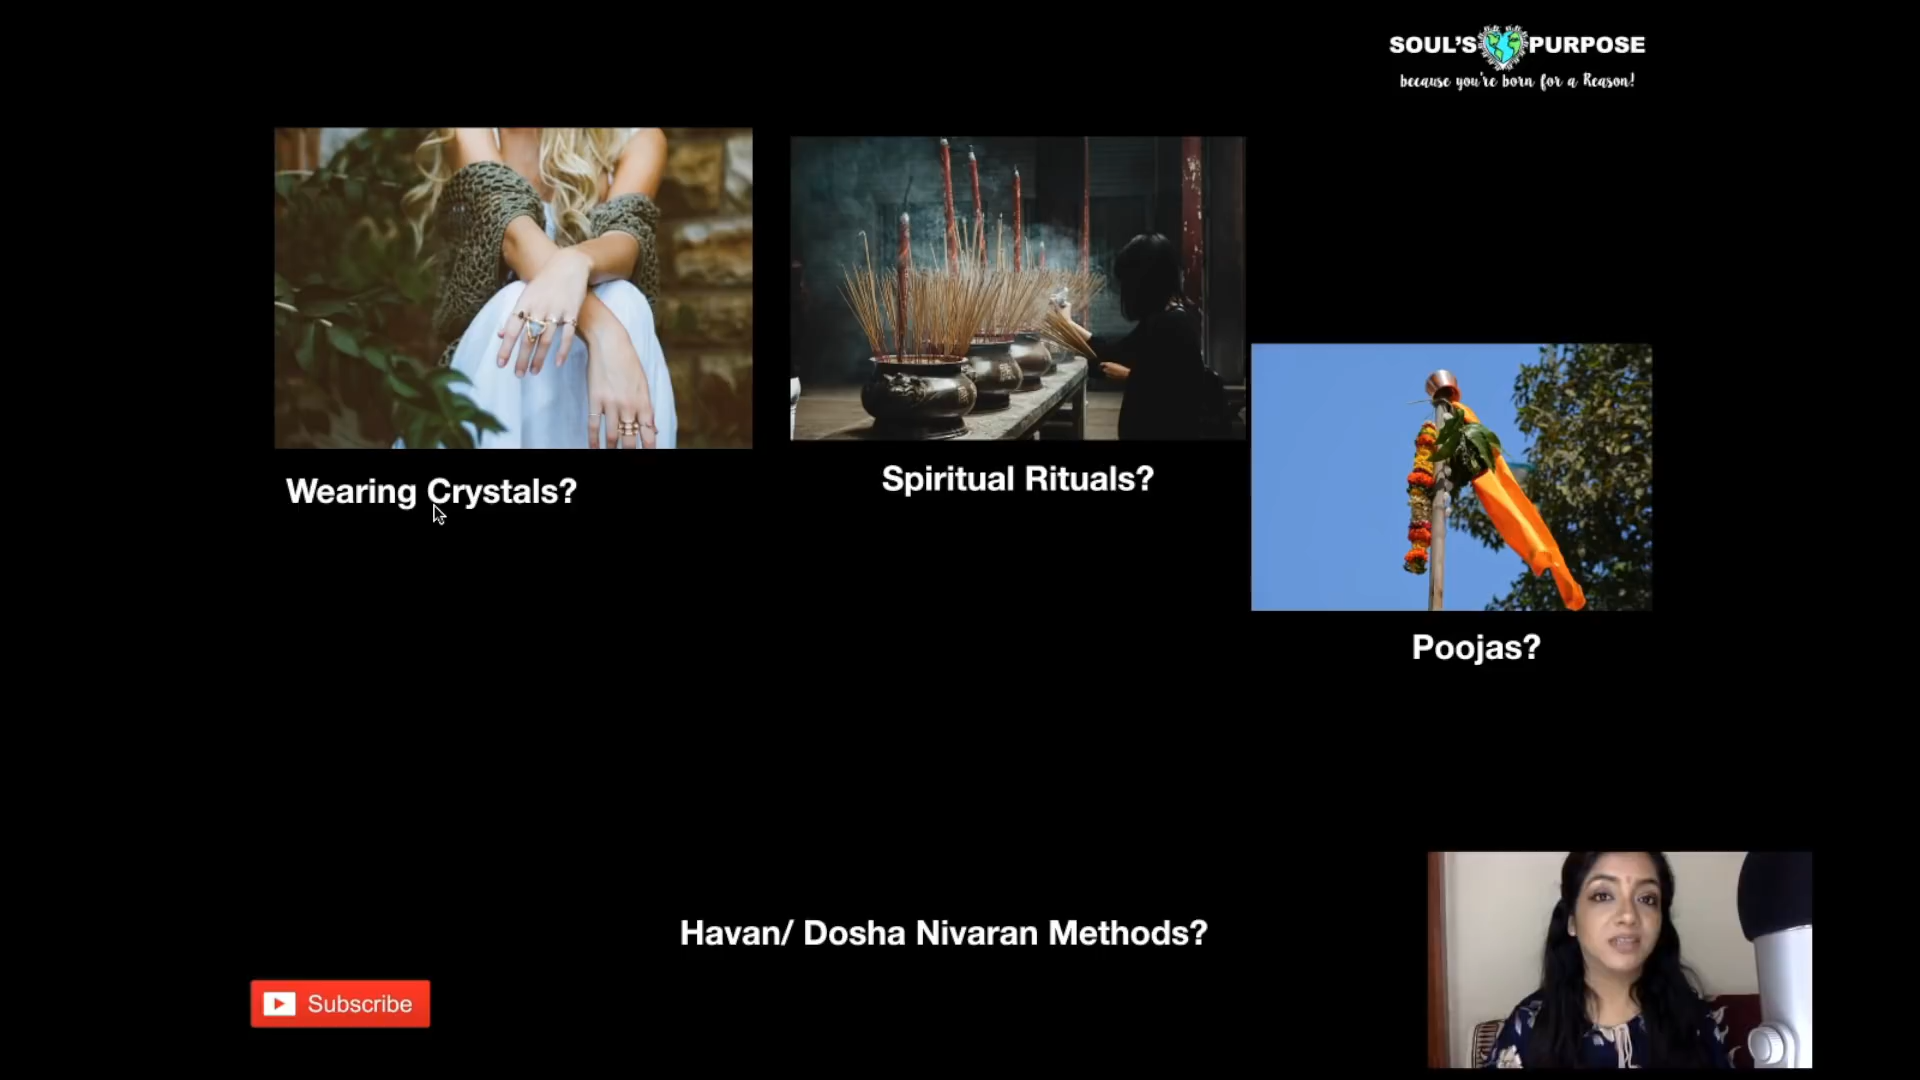 SOUL'S PURPOSE
because you're born for a Reason!
Wearing Crystals?
Spiritual Rituals?
Poojas?
Havan/ Dosha Nivaran Methods?
Subscribe